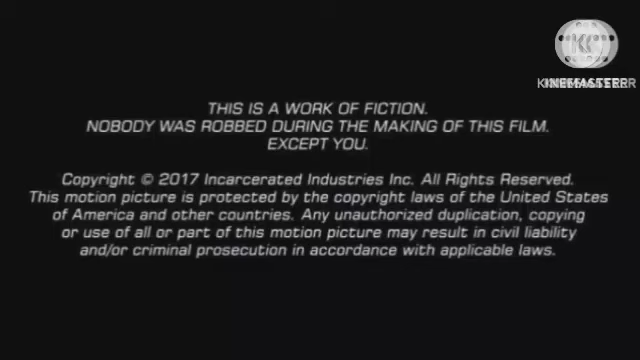 KINEMASTER
THIS IS A WORK OF FICTION.
NOBODY WAS ROBBED DURING THE MAKING OF THIS FILM.
EXCEPT YOU.
Copyright © 2017 Incarcerated Industries Inc. All Rights Reserved.
This motion picture is protected by the copyright laws of the United States
of America and other countries. Any unauthorized duplication, copying
or use of all or part of this motion picture may result in civil liability
and/or criminal prosecution in accordance with applicable laws.